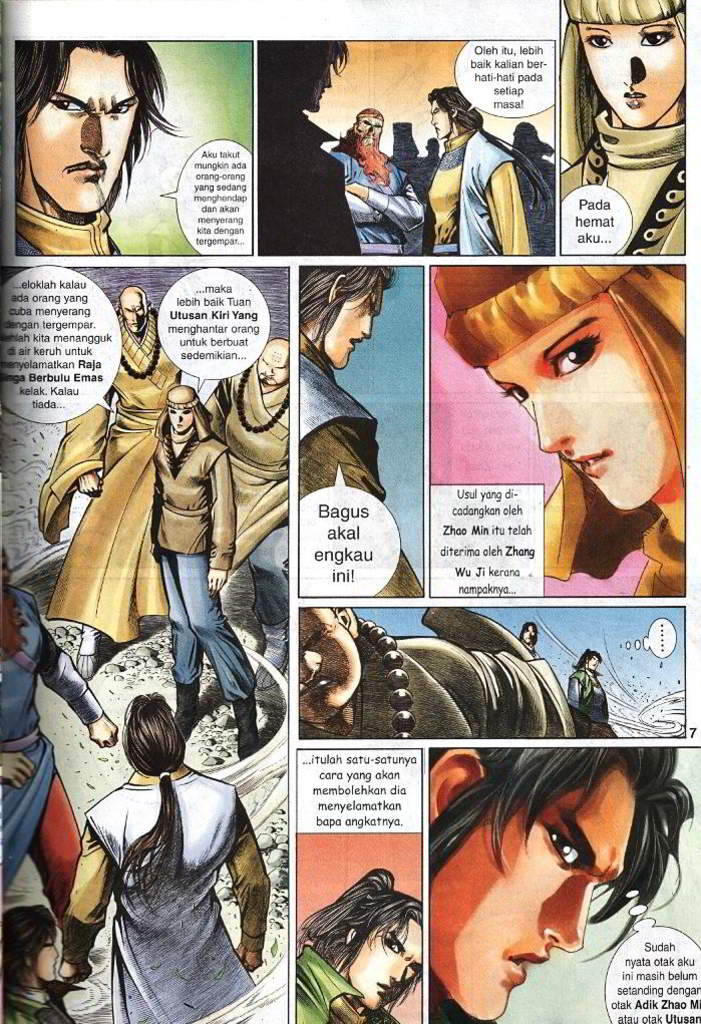 Aku takut
mungkin ada
orang-orang
yang sedang
menghendap
dan akan
menyerang
kita dengan
tergempar...
Oleh itu, lebih
baik kalian ber-
hati-hati pada
setiap
masa!
Pada
hemat
aku...
...eloklah kalau
ada orang yang
cuba menyerang
dengan tergempar.
kita menangguk
di air keruh untuk
menyelamatkan Raja
Singa Berbulu Emas
kelak. Kalau
tiada...
...maka
lebih baik Tuan
Utusan Kiri Yang
menghantar orang
untuk berbuat
sedemikian...
Bagus
akal
engkau
ini!
Usul yang di-
cadangkan oleh
Zhao Min itu telah
diterima oleh Zhang
Wu Ji kerana
nampaknya...
...
7
...itulah satu-satunya
cara yang akan
membolehkan dia
menyelamatkan
bapa angkatnya.
Sudah
nyata otak aku
ini masih belum
setanding dengan
otak Adik Zhao Mi
atau otak Utusan